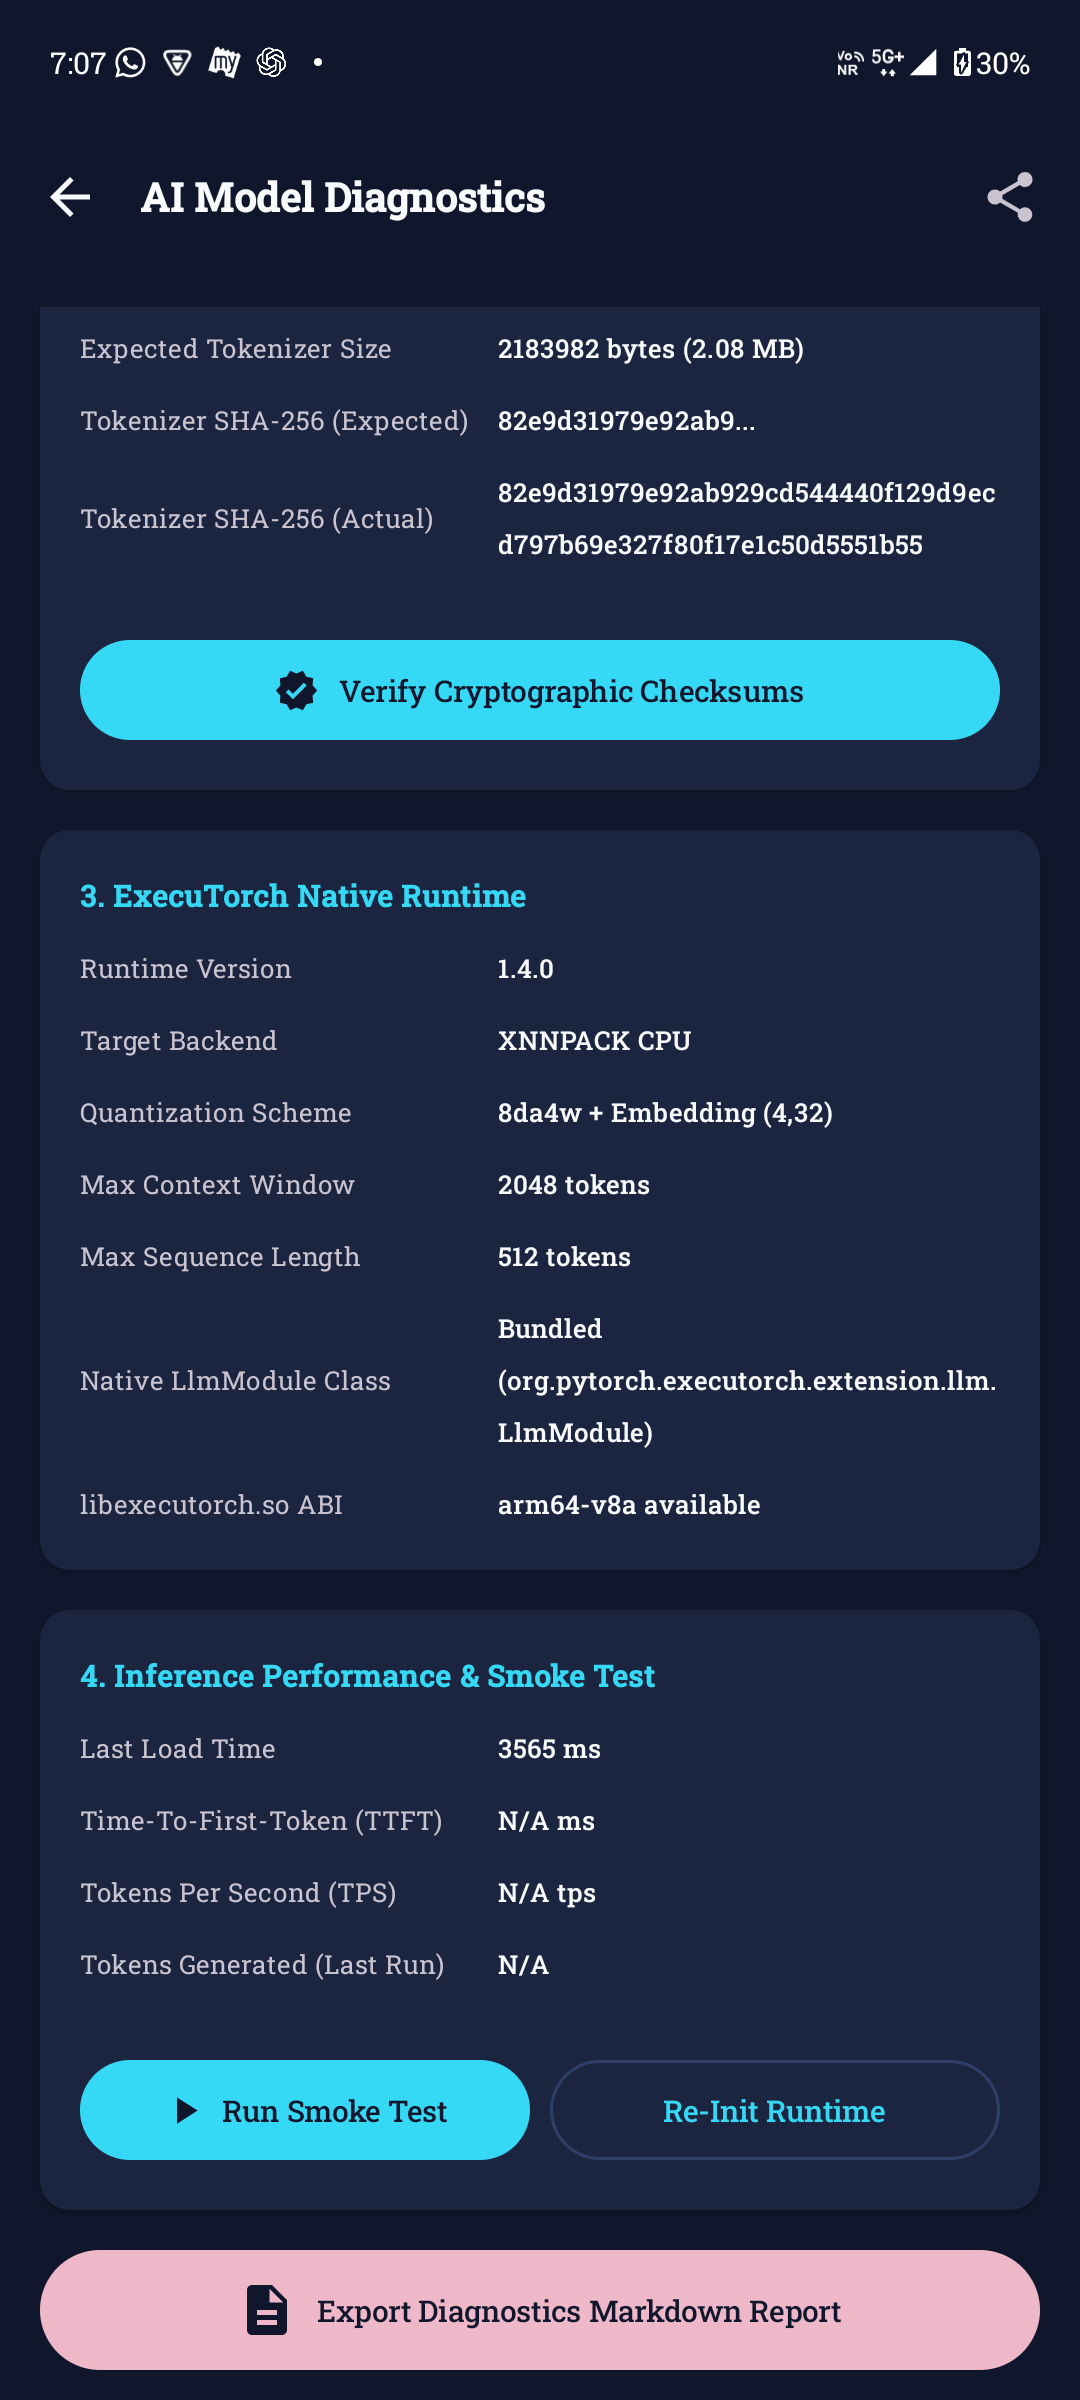 7:07
my
VoNR 5G+ 30%
AI Model Diagnostics
Expected Tokenizer Size 2183982 bytes (2.08 MB)
Tokenizer SHA-256 (Expected) 82e9d31979e92ab9...
Tokenizer SHA-256 (Actual) 82e9d31979e92ab929cd544440f129d9ec
d797b69e327f80f17e1c50d5551b55
Verify Cryptographic Checksums
3. ExecuTorch Native Runtime
Runtime Version 1.4.0
Target Backend XNNPACK CPU
Quantization Scheme 8da4w + Embedding (4,32)
Max Context Window 2048 tokens
Max Sequence Length 512 tokens
Native LlmModule Class Bundled
(org.pytorch.executorch.extension.llm.
LlmModule)
libexecutorch.so ABI arm64-v8a available
4. Inference Performance & Smoke Test
Last Load Time 3565 ms
Time-To-First-Token (TTFT) N/A ms
Tokens Per Second (TPS) N/A tps
Tokens Generated (Last Run) N/A
Run Smoke Test Re-Init Runtime
Export Diagnostics Markdown Report